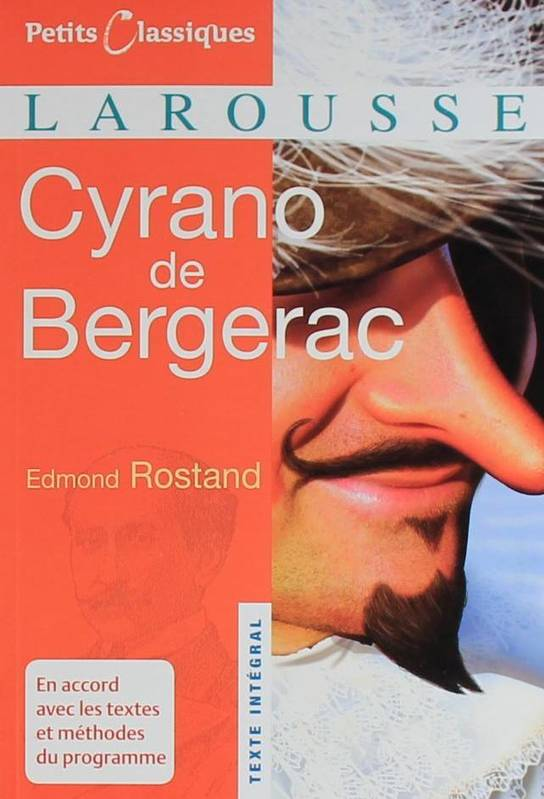 Petits Classiques
LAROUSSE
Cyrano
de
Bergerac
Edmond Rostand
TEXTE INTÉGRAL
En accord
avec les textes
et méthodes
du programme